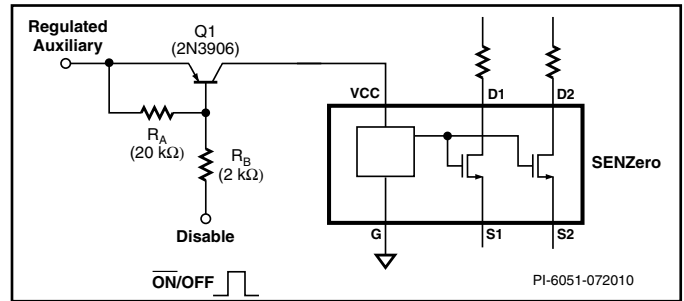 Regulated
Auxiliary
Q1
(2N3906)
RA
(20 kΩ)
RB
(2 kΩ)
Disable
ON/OFF
VCC
D1
D2
SENZero
G
S1
S2
PI-6051-072010